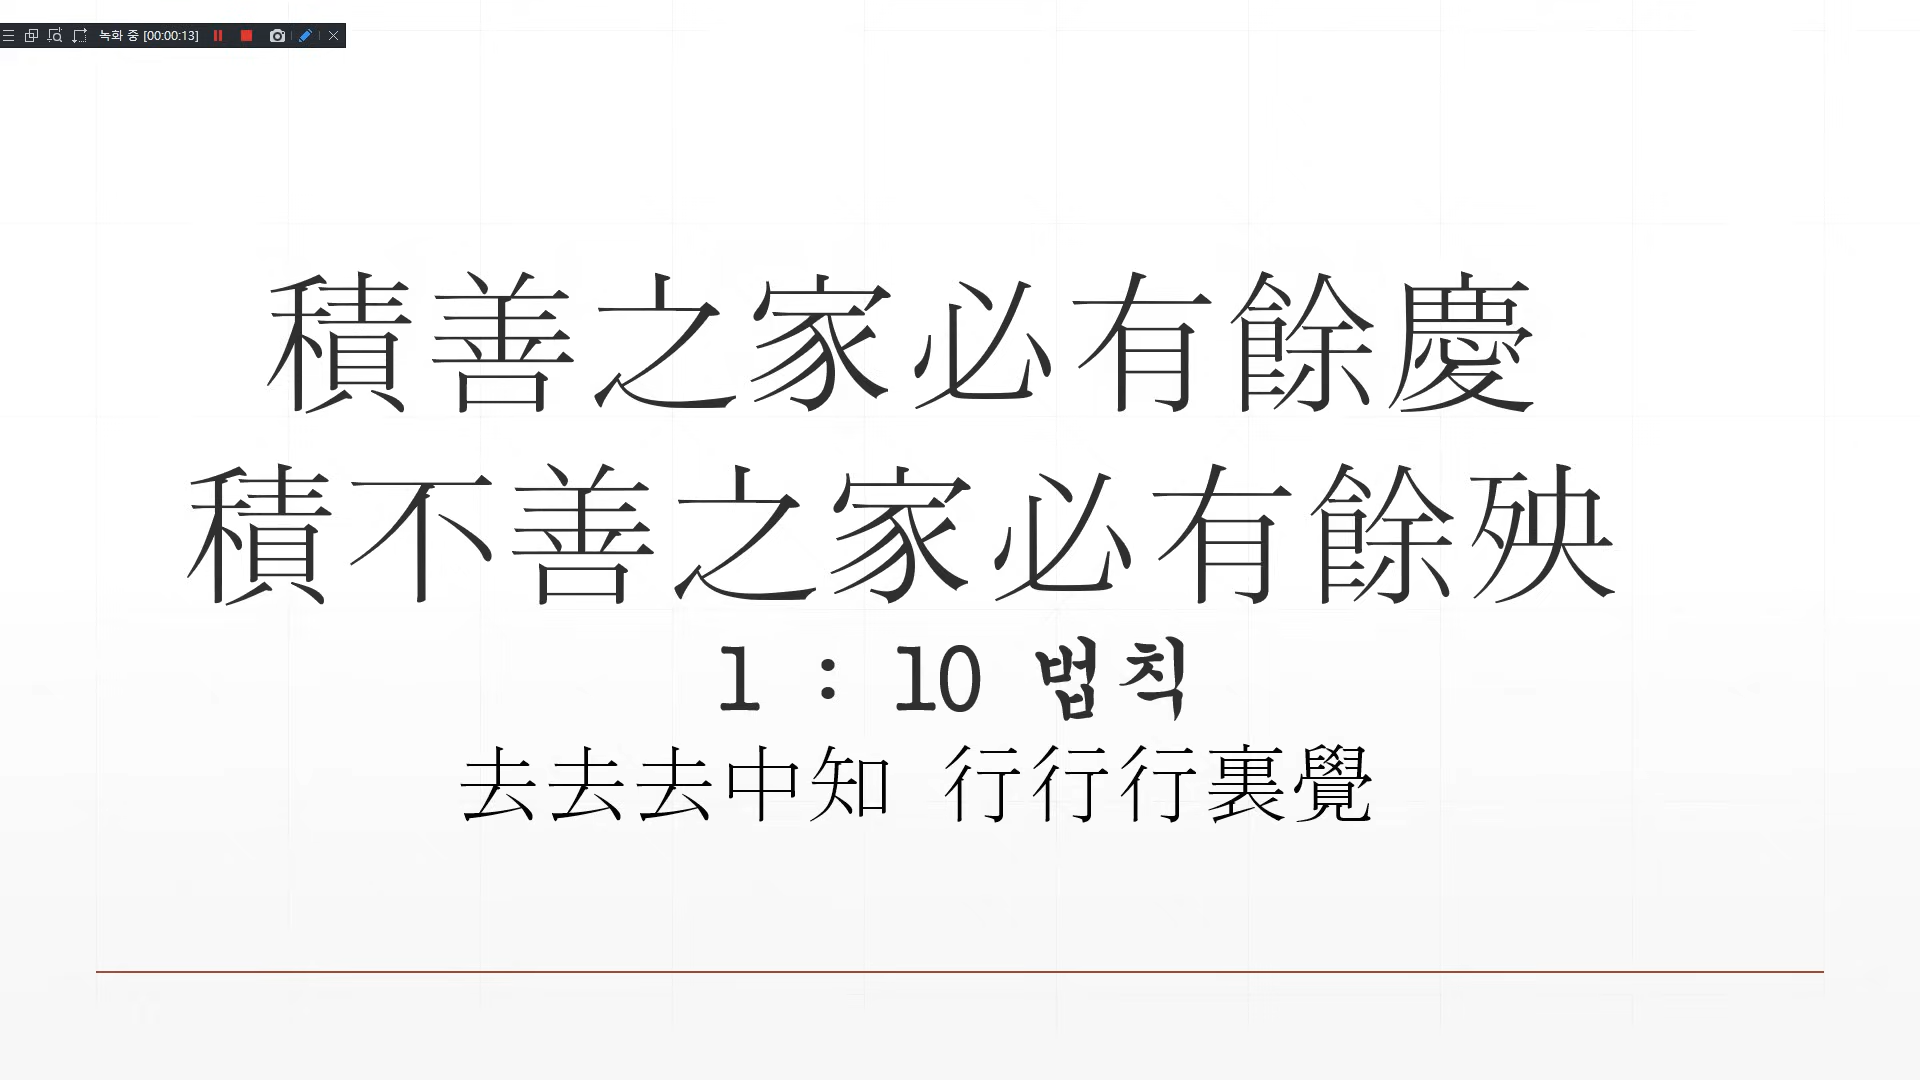 녹화 중 [00:00:13]
積善之家必有餘慶
積不善之家必有餘殃
1 : 10 법칙
去去去中知 行行行裏覺